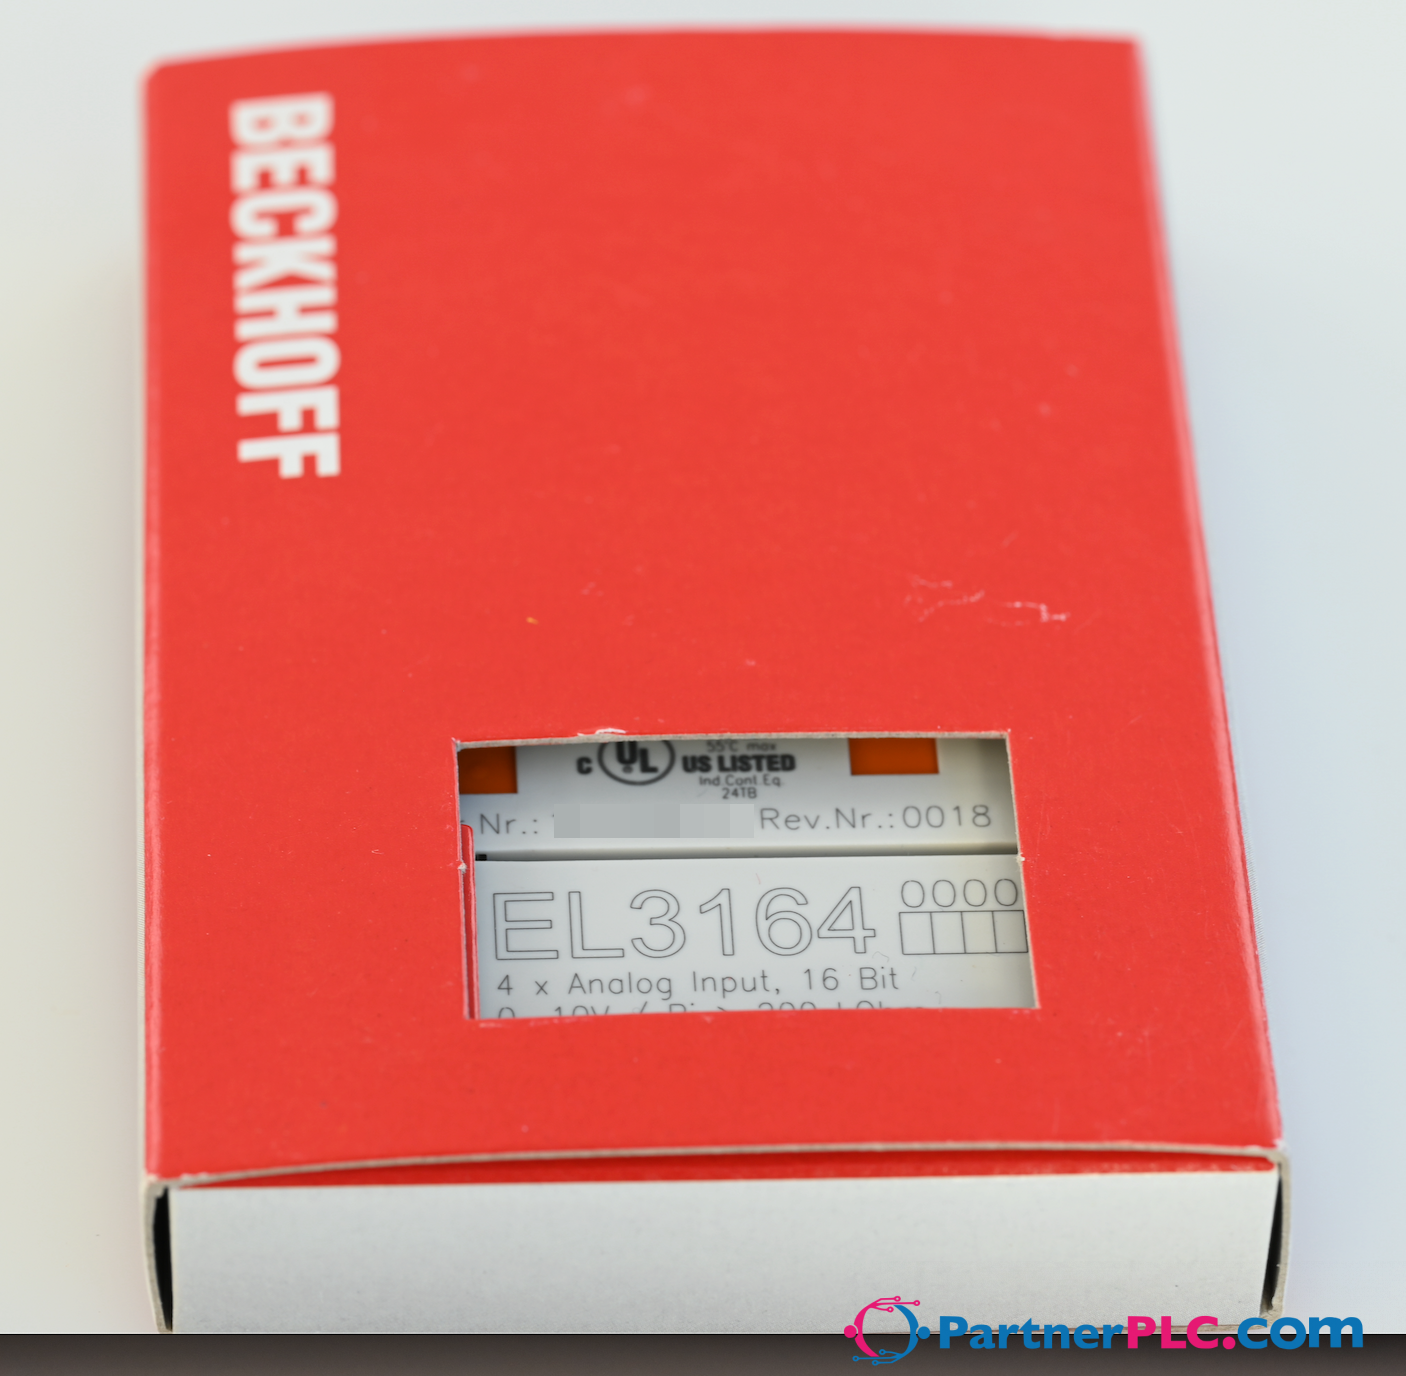 BECKHOFF
55°C max
c UL US LISTED
Ind.Cont.Eq.
24TB
Nr.: Rev.Nr.:0018
EL3164
0000
4 x Analog Input, 16 Bit
PartnerPLC.com